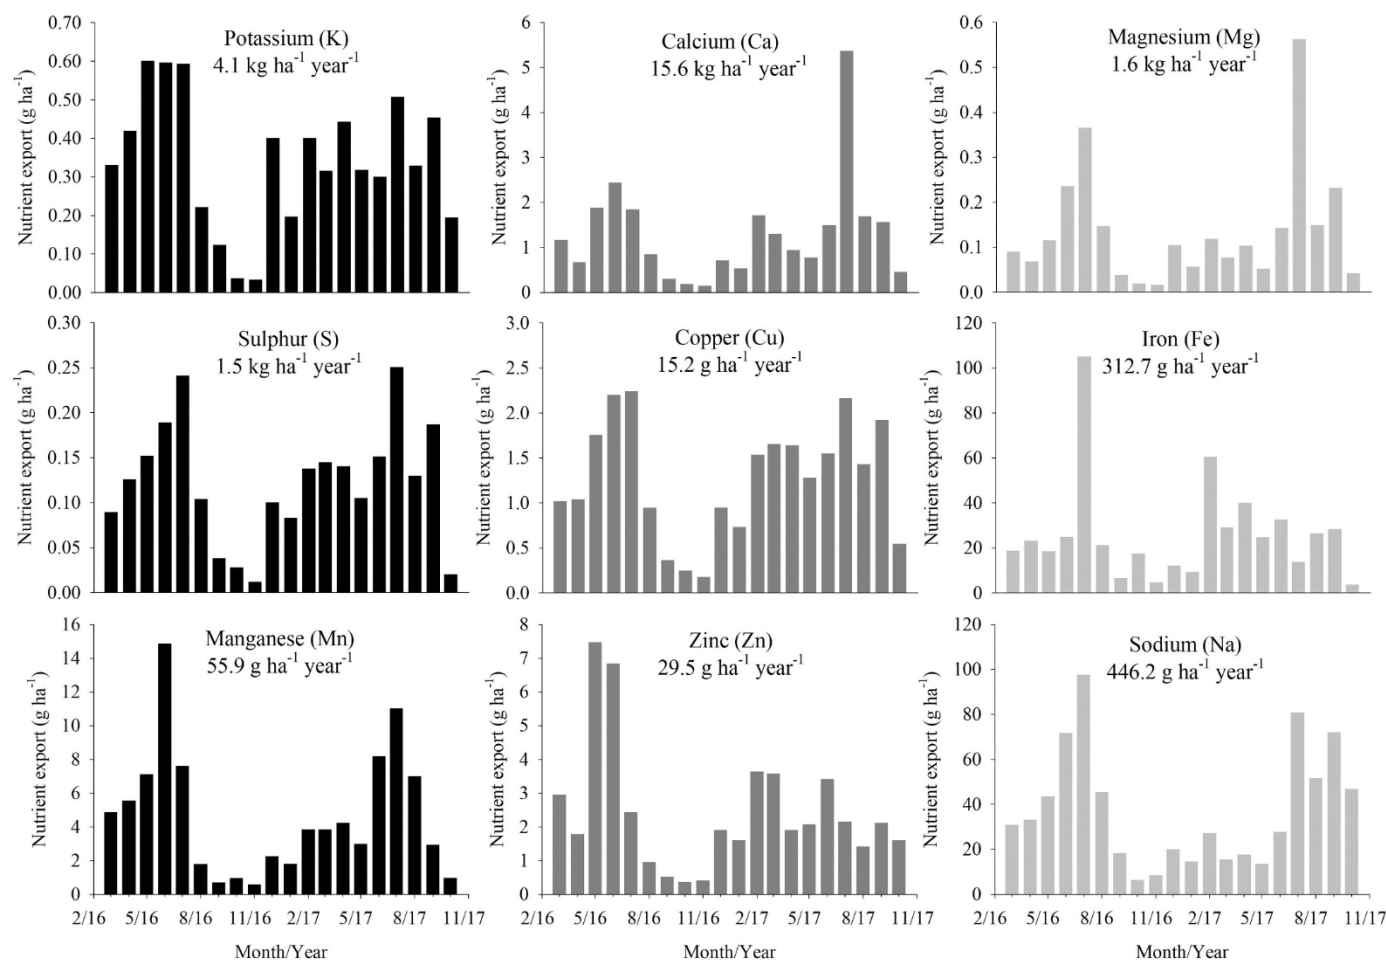 Potassium (K)
4.1 kg ha-1 year-1
Nutrient export (g ha-1)
0.70
0.60
0.50
0.40
0.30
0.20
0.10
0.00
Calcium (Ca)
15.6 kg ha-1 year-1
Nutrient export (g ha-1)
6
5
4
3
2
1
0
Magnesium (Mg)
1.6 kg ha-1 year-1
Nutrient export (g ha-1)
0.6
0.5
0.4
0.3
0.2
0.1
0.0
Sulphur (S)
1.5 kg ha-1 year-1
Nutrient export (g ha-1)
0.30
0.25
0.20
0.15
0.10
0.05
0.00
Copper (Cu)
15.2 g ha-1 year-1
Nutrient export (g ha-1)
3.0
2.5
2.0
1.5
1.0
0.5
0.0
Iron (Fe)
312.7 g ha-1 year-1
Nutrient export (g ha-1)
120
100
80
60
40
20
0
Manganese (Mn)
55.9 g ha-1 year-1
Nutrient export (g ha-1)
16
14
12
10
8
6
4
2
0
2/16 5/16 8/16 11/16 2/17 5/17 8/17 11/17
Month/Year
Zinc (Zn)
29.5 g ha-1 year-1
Nutrient export (g ha-1)
8
7
6
5
4
3
2
1
0
2/16 5/16 8/16 11/16 2/17 5/17 8/17 11/17
Month/Year
Sodium (Na)
446.2 g ha-1 year-1
Nutrient export (g ha-1)
120
100
80
60
40
20
0
2/16 5/16 8/16 11/16 2/17 5/17 8/17 11/17
Month/Year